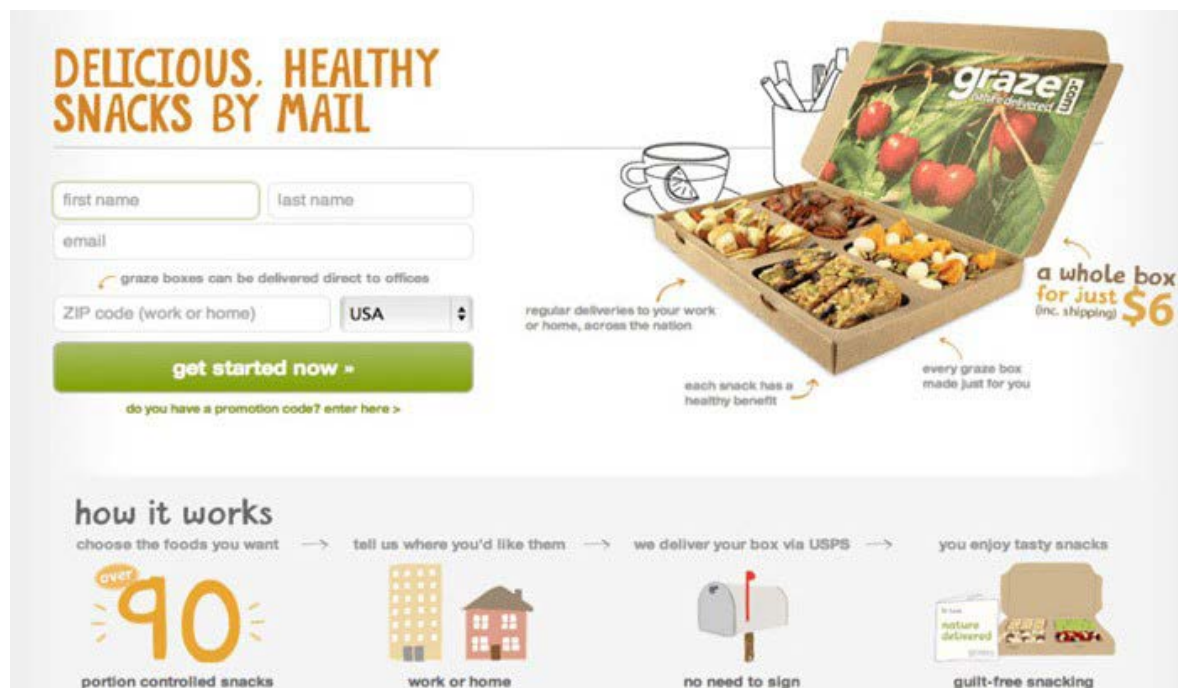 DELICIOUS, HEALTHY
SNACKS BY MAIL
first name
last name
email
graze boxes can be delivered direct to offices
ZIP code (work or home)
USA
get started now »
do you have a promotion code? enter here >
graze.com
nature delivered
regular deliveries to your work
or home, across the nation
each snack has a
healthy benefit
every graze box
made just for you
a whole box
for just $6
(inc. shipping)
how it works
choose the foods you want
tell us where you'd like them
we deliver your box via USPS
you enjoy tasty snacks
over
90
nature
delivered
portion controlled snacks
work or home
no need to sign
guilt-free snacking